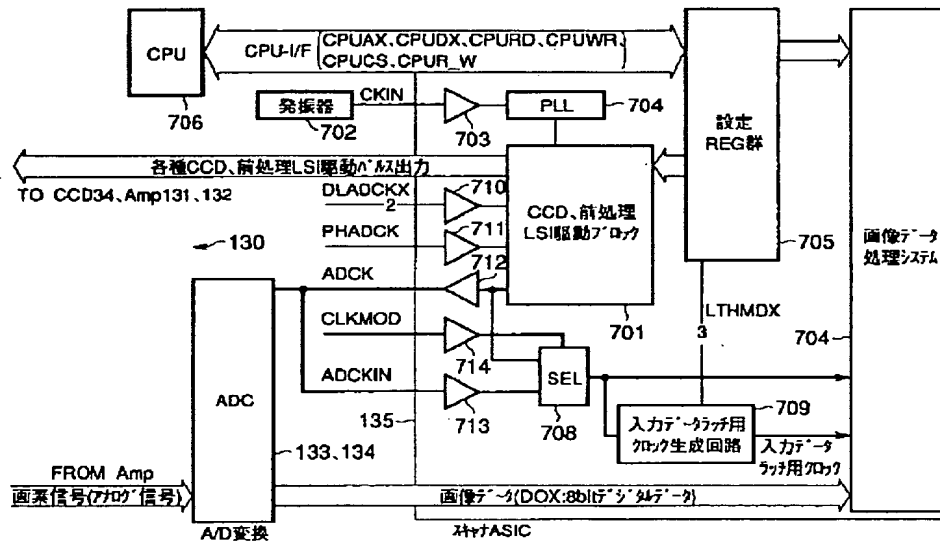 CPU
706
CPU-I/F
CPUAX、CPUDX、CPURD、CPUWR、
CPUCS、CPUR_W
発振器
702
CKIN
703
PLL
704
設定
REG群
705
各種CCD、前処理LSI駆動パルス出力
TO CCD34、Amp131、132
130
DLADCKX
2
710
PHADCK
711
ADCK
712
CCD、前処理
LSI駆動ブロック
701
画像データ
処理システム
704
LTHMDX
3
CLKMOD
714
ADCKIN
713
SEL
708
709
入力データラッチ用
クロック生成回路
入力データ
ラッチ用クロック
ADC
133、134
135
FROM Amp
画素信号(アナログ信号)
画像データ(DOX:8bitデジタルデータ)
A/D変換
スキャナASIC